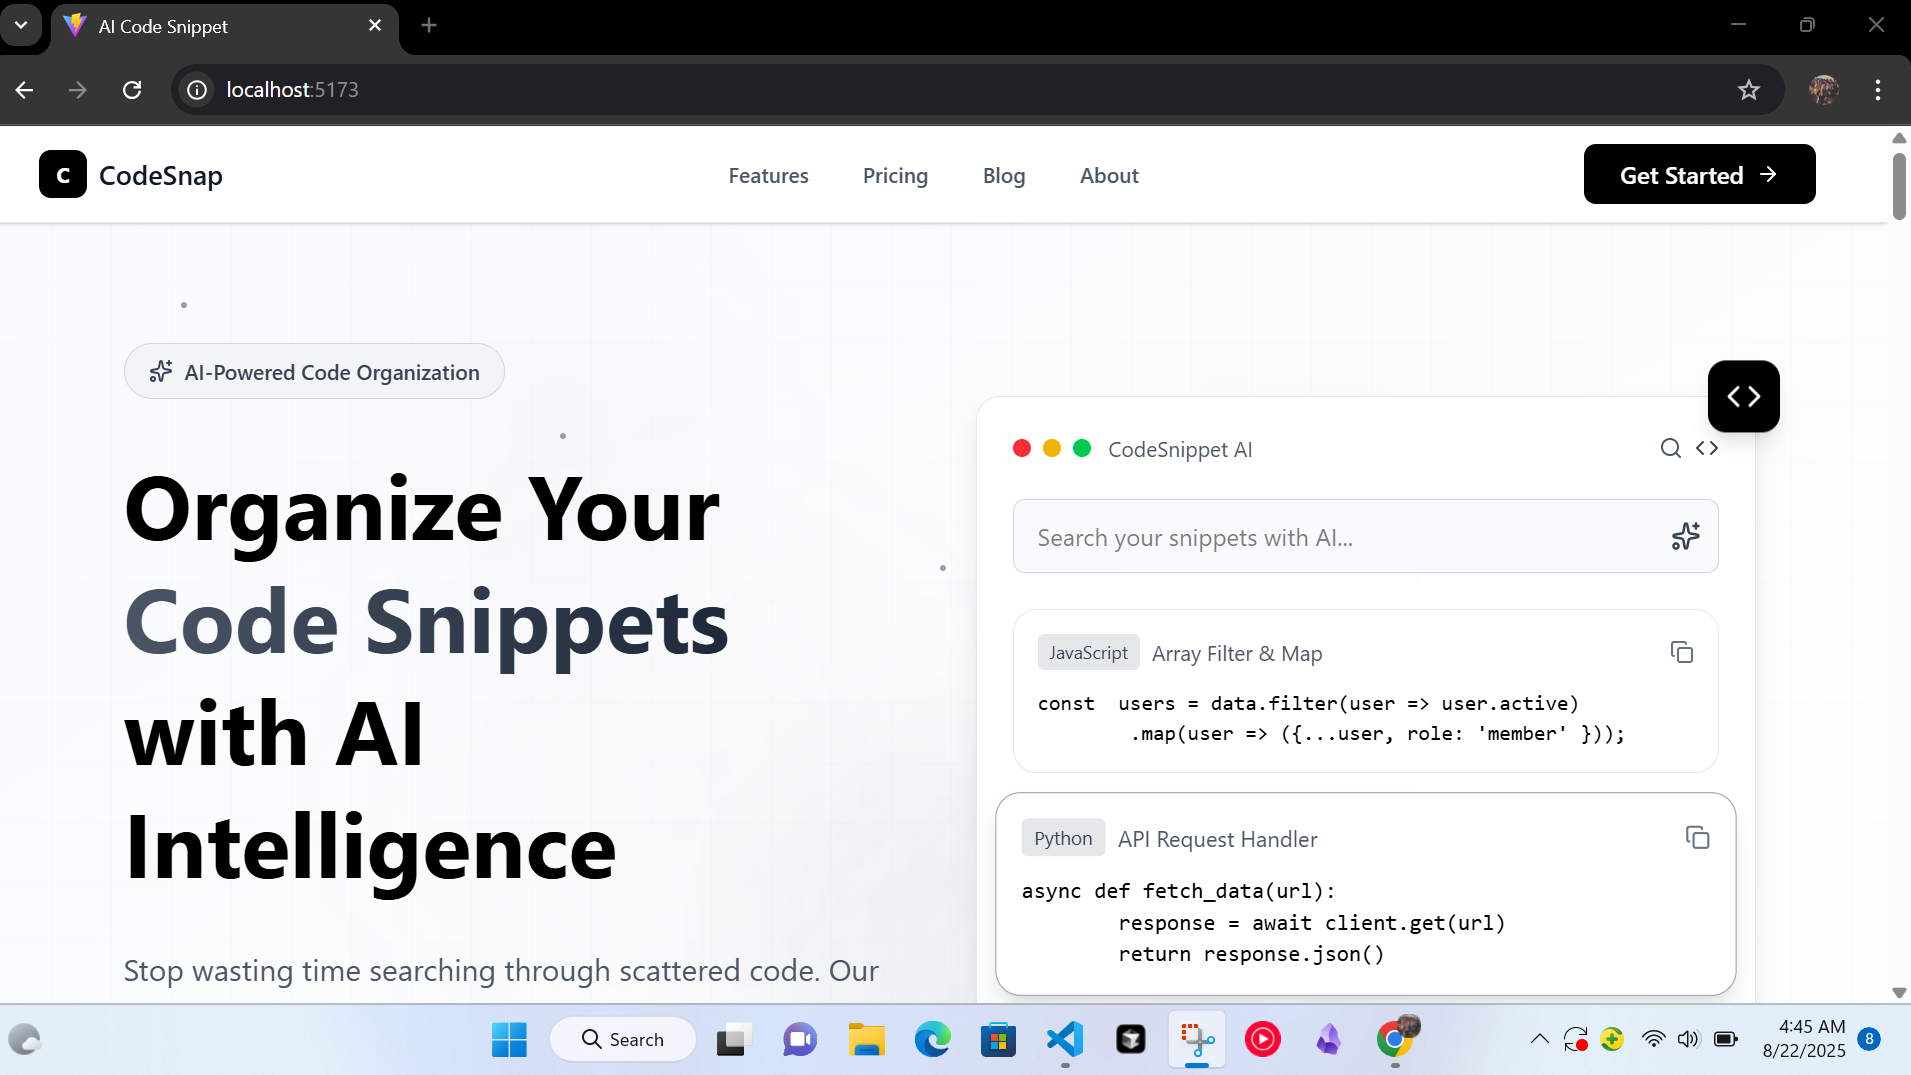 AI Code Snippet
localhost:5173
C
CodeSnap
Features
Pricing
Blog
About
Get Started
AI-Powered Code Organization
Organize Your
Code Snippets
with AI
Intelligence
Stop wasting time searching through scattered code. Our
CodeSnippet AI
Search your snippets with AI...
JavaScript
Array Filter & Map
const  users = data.filter(user => user.active)
        .map(user => ({...user, role: 'member' }));
Python
API Request Handler
async def fetch_data(url):
        response = await client.get(url)
        return response.json()
Search
4:45 AM
8/22/2025
8